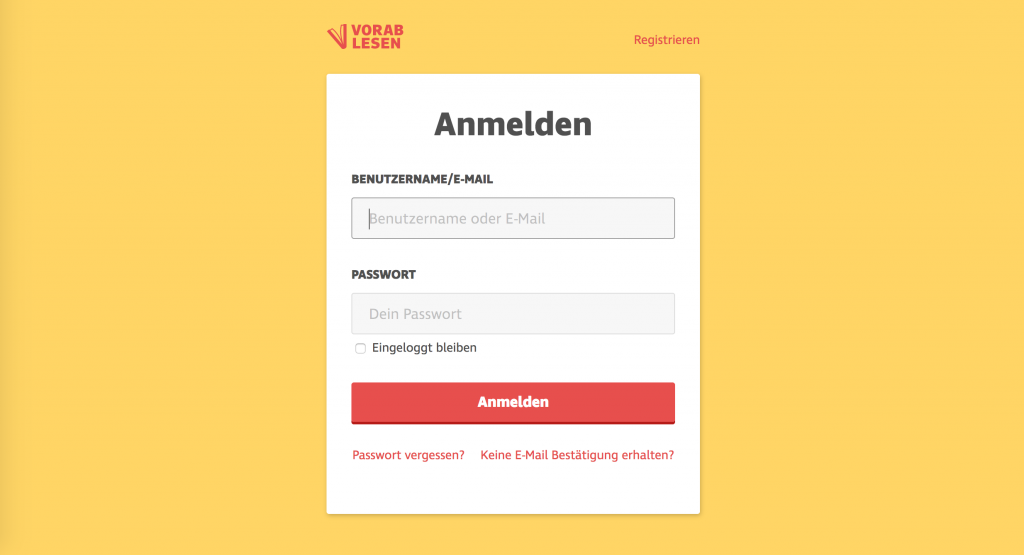 VORAB
LESEN
Registrieren
Anmelden
BENUTZERNAME/E-MAIL
Benutzername oder E-Mail
PASSWORT
Dein Passwort
Eingeloggt bleiben
Anmelden
Passwort vergessen? Keine E-Mail Bestätigung erhalten?